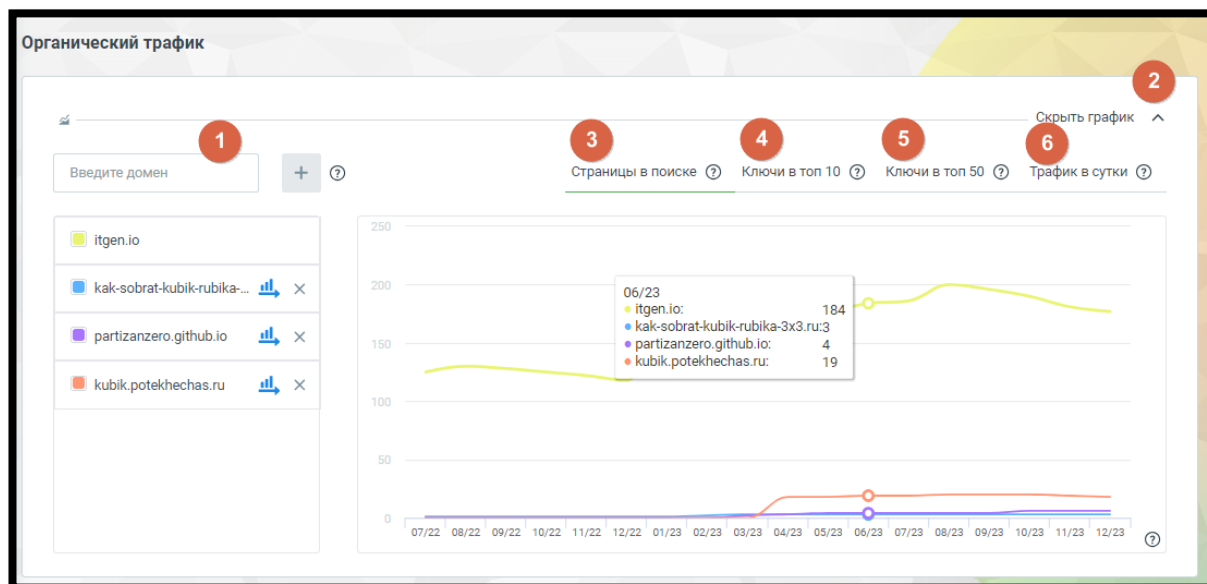 Органический трафик
2
Скрыть график
1
3
4
5
6
Введите домен + ?
Страницы в поиске ? Ключи в топ 10 ? Ключи в топ 50 ? Трафик в сутки ?
itgen.io
kak-sobrat-kubik-rubika-...
partizanzero.github.io
kubik.potekhechas.ru
250
200
150
100
50
0
06/23
itgen.io: 184
kak-sobrat-kubik-rubika-3x3.ru:3
partizanzero.github.io: 4
kubik.potekhechas.ru: 19
07/22 08/22 09/22 10/22 11/22 12/22 01/23 02/23 03/23 04/23 05/23 06/23 07/23 08/23 09/23 10/23 11/23 12/23
?